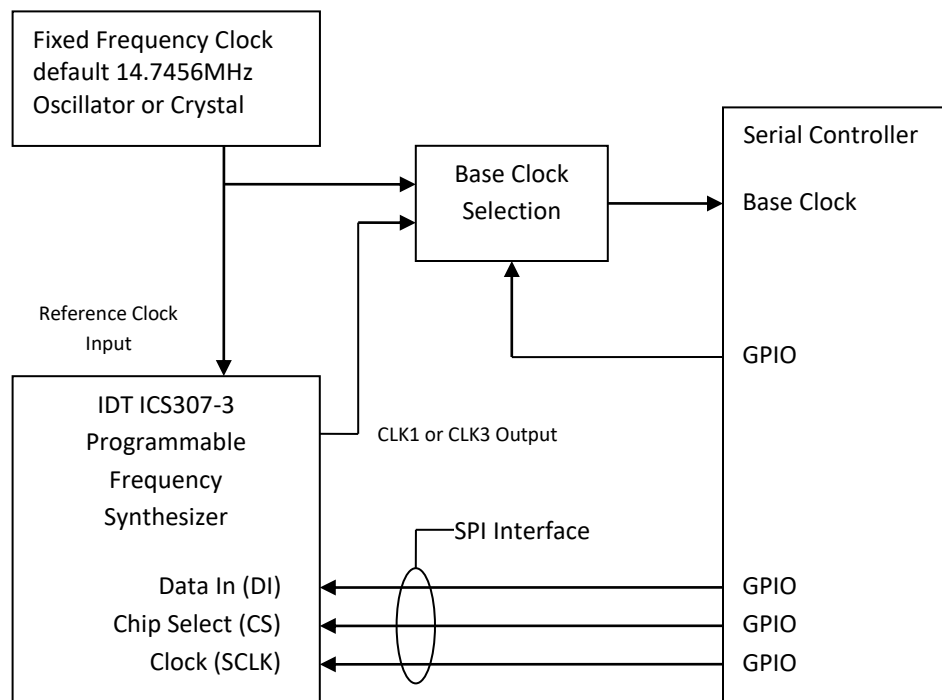 Fixed Frequency Clock
default 14.7456MHz
Oscillator or Crystal
Serial Controller
Base Clock
Selection
Base Clock
Reference Clock
Input
GPIO
IDT ICS307-3
Programmable
Frequency
Synthesizer
CLK1 or CLK3 Output
SPI Interface
Data In (DI)
GPIO
Chip Select (CS)
GPIO
Clock (SCLK)
GPIO